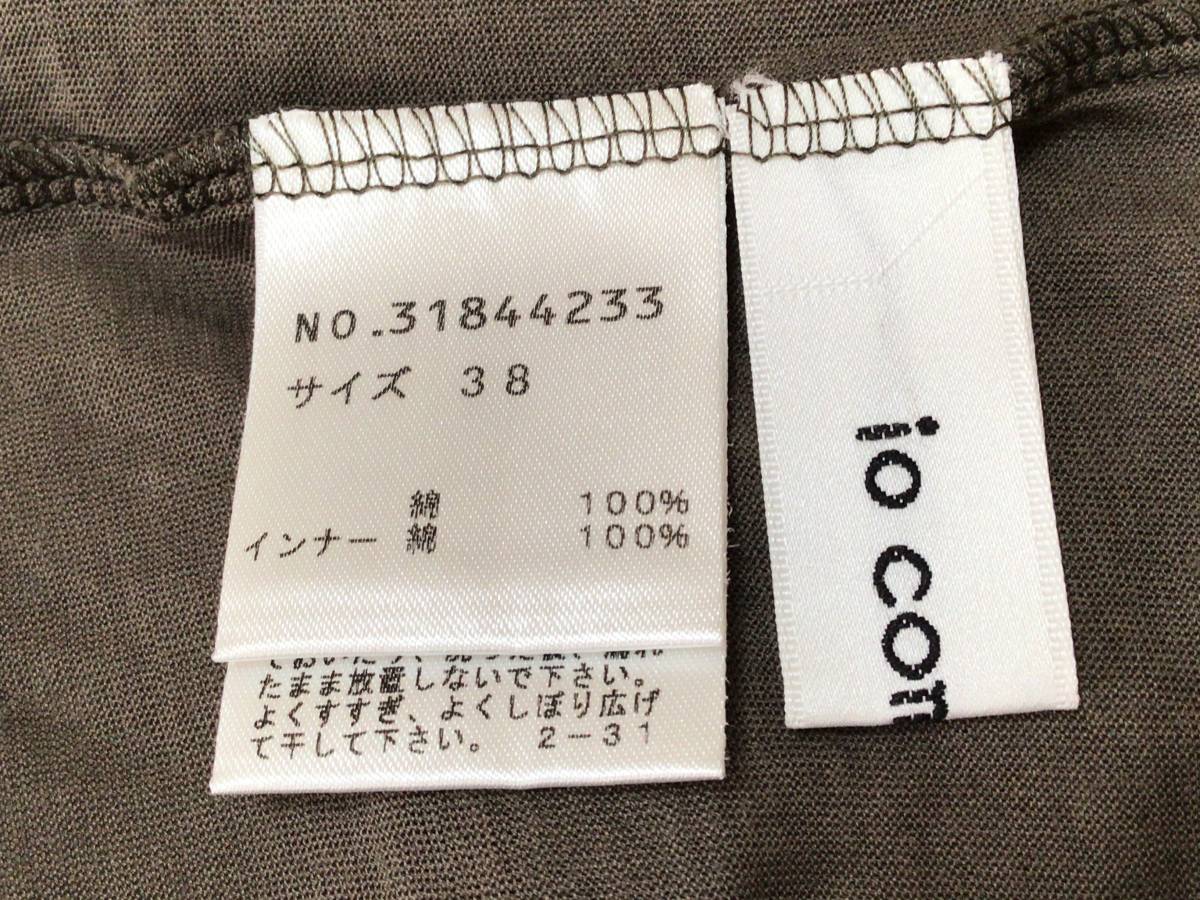 NO.31844233
サイズ 38
綿 100%
インナー 綿 100%
たまま放置しないで下さい。
よくすすぎ、よくしぼり広げ
て干して下さい。 2-31
io